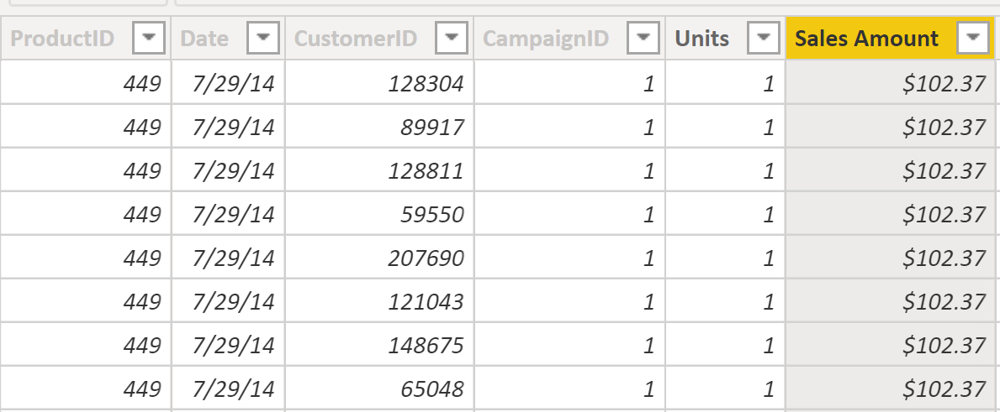 ProductID Date CustomerID CampaignID Units Sales Amount
449 7/29/14 128304 1 1 $102.37
449 7/29/14 89917 1 1 $102.37
449 7/29/14 128811 1 1 $102.37
449 7/29/14 59550 1 1 $102.37
449 7/29/14 207690 1 1 $102.37
449 7/29/14 121043 1 1 $102.37
449 7/29/14 148675 1 1 $102.37
449 7/29/14 65048 1 1 $102.37